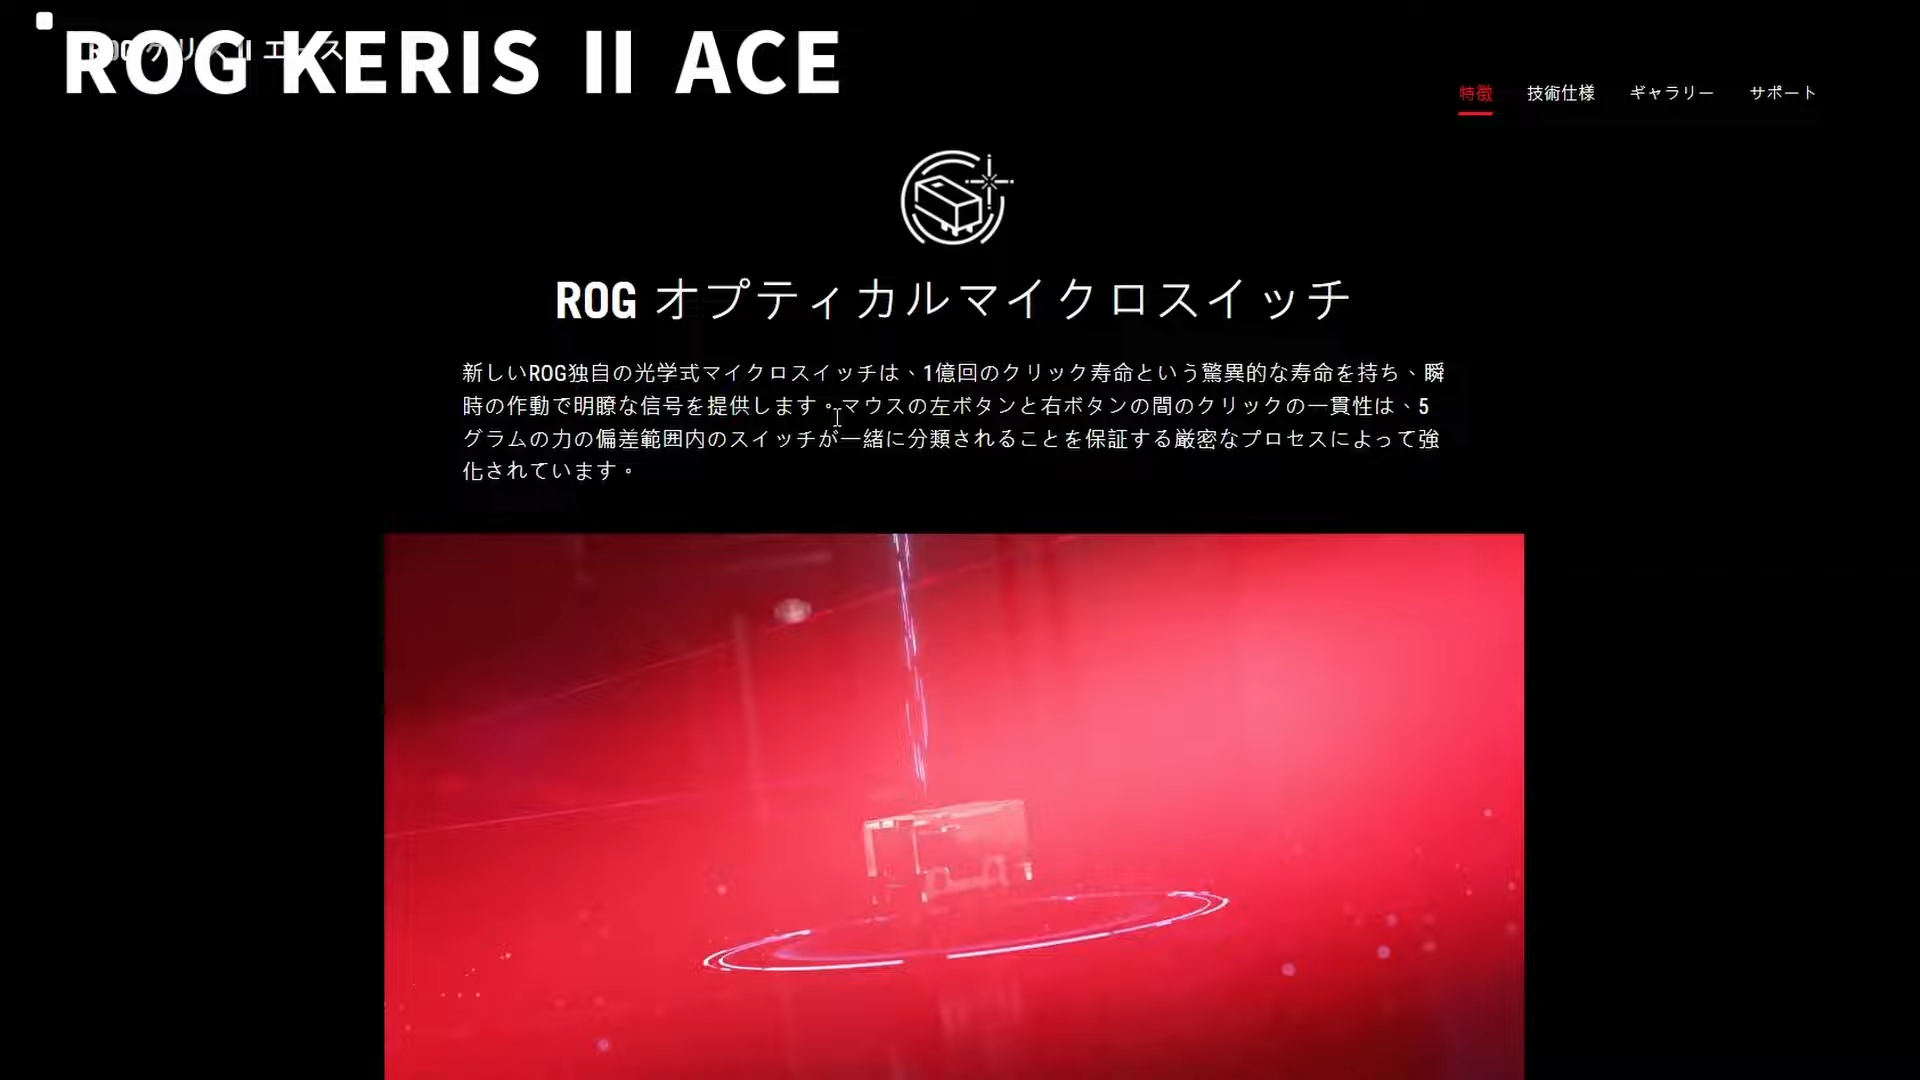 ROG KERIS II ACE
特徴 技術仕様 ギャラリー サポート
ROG オプティカルマイクロスイッチ
新しいROG独自の光学式マイクロスイッチは、1億回のクリック寿命という驚異的な寿命を持ち、瞬
時の作動で明瞭な信号を提供します。マウスの左ボタンと右ボタンの間のクリックの一貫性は、5
グラムの力の偏差範囲内のスイッチが一緒に分類されることを保証する厳密なプロセスによって強
化されています。